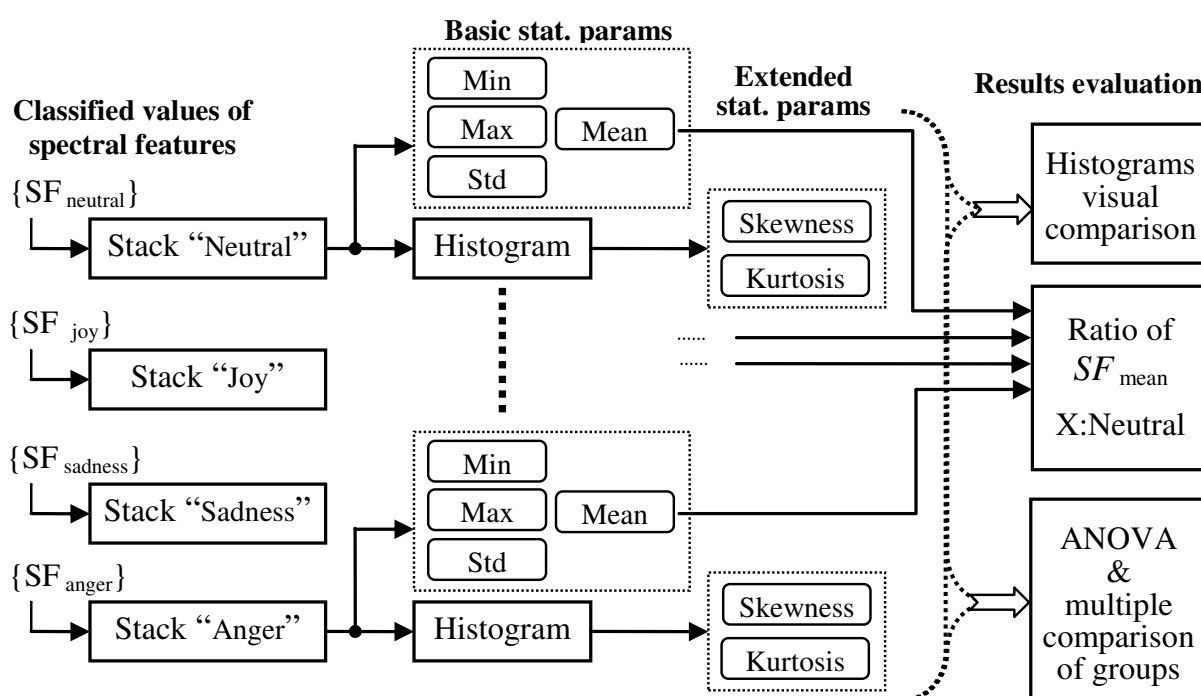 Basic stat. params
Min
Max
Mean
Std
Extended
stat. params
Results evaluation
Classified values of
spectral features
{SF neutral}
Stack “Neutral”
Histogram
Skewness
Kurtosis
Histograms
visual
comparison
{SF joy}
Stack “Joy”
......
......
Ratio of
SF mean
X:Neutral
{SF sadness}
Stack “Sadness”
Min
Max
Mean
Std
{SF anger}
Stack “Anger”
Histogram
Skewness
Kurtosis
ANOVA
&
multiple
comparison
of groups